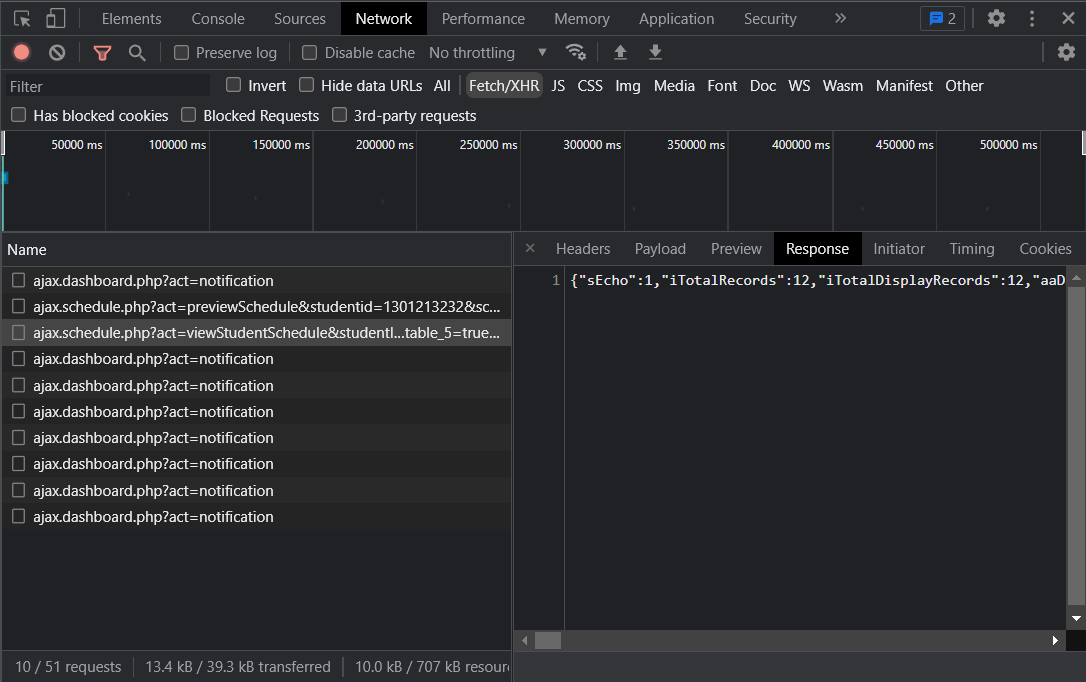 Elements Console Sources Network Performance Memory Application Security » 2
Preserve log Disable cache No throttling
Filter Invert Hide data URLs All Fetch/XHR JS CSS Img Media Font Doc WS Wasm Manifest Other
Has blocked cookies Blocked Requests 3rd-party requests
50000 ms 100000 ms 150000 ms 200000 ms 250000 ms 300000 ms 350000 ms 400000 ms 450000 ms 500000 ms
Name
ajax.dashboard.php?act=notification
ajax.schedule.php?act=previewSchedule&studentid=1301213232&sc...
ajax.schedule.php?act=viewStudentSchedule&studentI...table_5=true...
ajax.dashboard.php?act=notification
ajax.dashboard.php?act=notification
ajax.dashboard.php?act=notification
ajax.dashboard.php?act=notification
ajax.dashboard.php?act=notification
ajax.dashboard.php?act=notification
ajax.dashboard.php?act=notification
10 / 51 requests 13.4 kB / 39.3 kB transferred 10.0 kB / 707 kB resour
Headers Payload Preview Response Initiator Timing Cookies
1 {"sEcho":1,"iTotalRecords":12,"iTotalDisplayRecords":12,"aaD